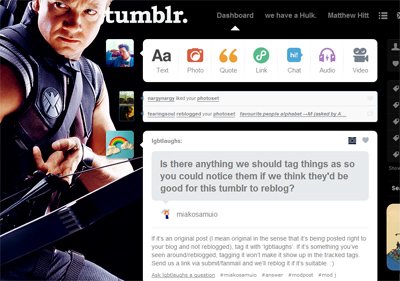 tumblr.
Dashboard we have a Hulk. Matthew Hitt
Aa hi!
Text Photo Quote Link Chat Audio Video
nargynargy liked your photoset
fearingsoul reblogged your photoset: favourite people alphabet →M (asked by A...
lgbtlaughs:
Is there anything we should tag things as so
you could notice them if we think they'd be
good for this tumblr to reblog?
miakosamuio
If it's an original post (I mean original in the sense that it's being posted right to
your blog and not reblogged), tag it with 'lgbtlaughs'. If it's something you've
seen around/reblogged, tagging it won't make it show up in the tracked tags.
Send us a link via submit/fanmail and we'll reblog it if it's suitable. :)
Ask lgbtlaughs a question #miakosamuio #answer #modpost #mod j